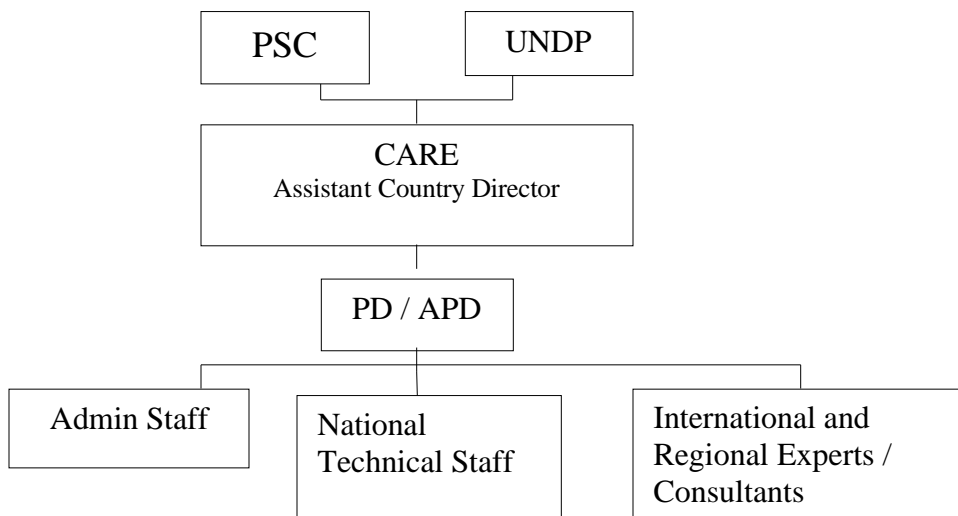 PSC
UNDP
CARE
Assistant Country Director
PD / APD
Admin Staff
National
Technical Staff
International and
Regional Experts /
Consultants